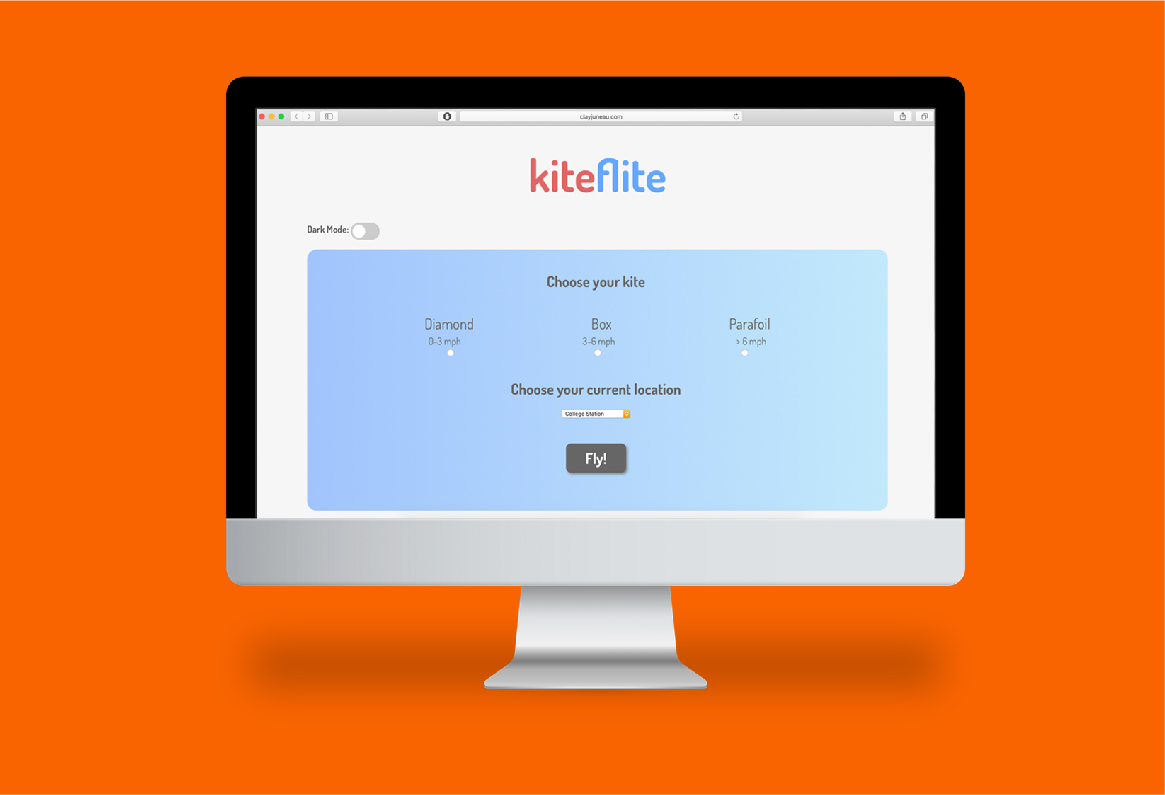 clayjuneau.com
kiteflite
Dark Mode:
Choose your kite
Diamond Box Parafoil
0-3 mph 3-6 mph > 6 mph
Choose your current location
College Station
Fly!